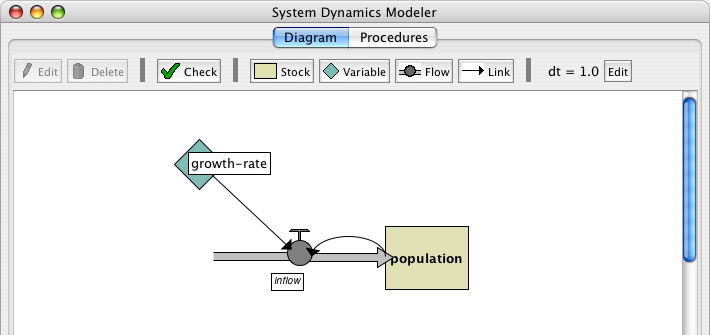 System Dynamics Modeler
Diagram Procedures
Edit Delete Check Stock Variable Flow Link dt = 1.0 Edit
growth-rate
population
inflow